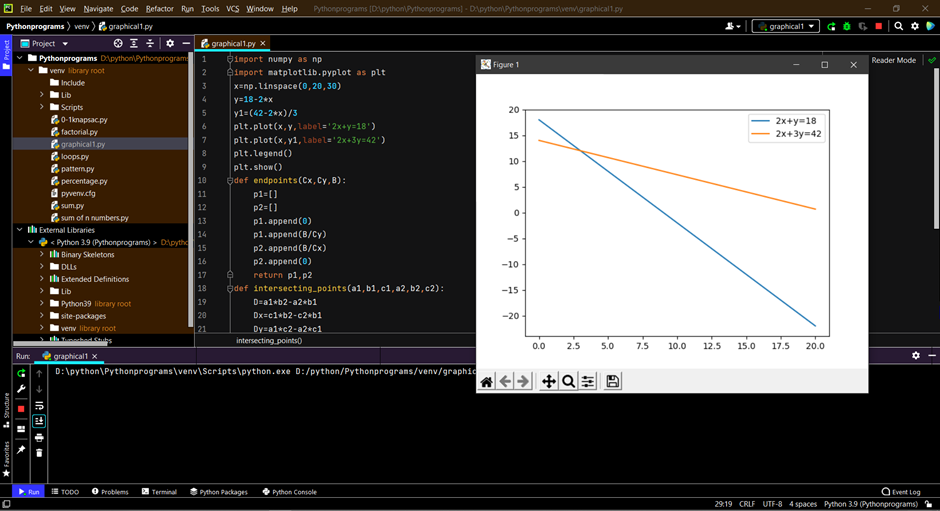 File Edit View Navigate Code Refactor Run Tools VCS Window Help Pythonprograms [D:\python\Pythonprograms] - D:\python\Pythonprograms\venv\graphical1.py
Pythonprograms venv graphical1.py
graphical1
Project
Project
graphical1.py
Pythonprograms D:\python\Pythonprograms
venv library root
Include
Lib
Scripts
0-1knapsac.py
factorial.py
graphical1.py
loops.py
pattern.py
percentage.py
pyvenv.cfg
sum.py
sum of n numbers.py
External Libraries
< Python 3.9 (Pythonprograms) > D:\pytho
Binary Skeletons
DLLs
Extended Definitions
Lib
Python39 library root
site-packages
venv library root
Typeshed Stubs
1 import numpy as np
2 import matplotlib.pyplot as plt
3 x=np.linspace(0,20,30)
4 y=18-2*x
5 y1=(42-2*x)/3
6 plt.plot(x,y,label='2x+y=18')
7 plt.plot(x,y1,label='2x+3y=42')
8 plt.legend()
9 plt.show()
10 def endpoints(Cx,Cy,B):
11 p1=[]
12 p2=[]
13 p1.append(0)
14 p1.append(B/Cy)
15 p2.append(B/Cx)
16 p2.append(0)
17 return p1,p2
18 def intersecting_points(a1,b1,c1,a2,b2,c2):
19 D=a1*b2-a2*b1
20 Dx=c1*b2-c2*b1
21 Dy=a1*c2-a2*c1
intersecting_points()
Reader Mode
Figure 1
2x+y=18
2x+3y=42
20
15
10
5
0
−5
−10
−15
−20
0.0 2.5 5.0 7.5 10.0 12.5 15.0 17.5 20.0
Run: graphical1
D:\python\Pythonprograms\venv\Scripts\python.exe D:/python/Pythonprograms/venv/graphic
Structure
Favorites
Run TODO Problems Terminal Python Packages Python Console Event Log
29:19 CRLF UTF-8 4 spaces Python 3.9 (Pythonprograms)